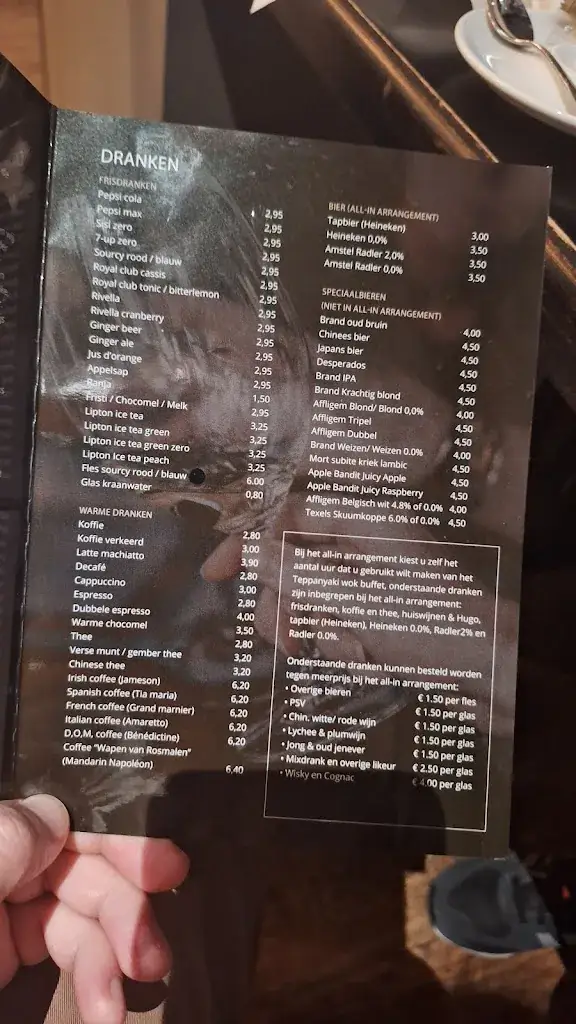 DRANKEN
FRISDRANKEN
Pepsi cola 2,95
Pepsi max 2,95
Sisi zero 2,95
7-up zero 2,95
Sourcy rood / blauw 2,95
Royal club cassis 2,95
Royal club tonic / bitterlemon 2,95
Rivella 2,95
Rivella cranberry 2,95
Ginger beer 2,95
Ginger ale 2,95
Jus d'orange 2,95
Appelsap 2,95
Ranja 1,50
Fristi / Chocomel / Melk 2,95
Lipton ice tea 3,25
Lipton ice tea green 3,25
Lipton ice tea green zero 3,25
Lipton Ice tea peach 3,25
Fles sourcy rood / blauw 6.00
Glas kraanwater 0,80
WARME DRANKEN
Koffie 2,80
Koffie verkeerd 3,00
Latte machiatto 3,90
Decafé 2,80
Cappuccino 3,00
Espresso 2,80
Dubbele espresso 4,00
Warme chocomel 3,50
Thee 2,80
Verse munt / gember thee 3,20
Chinese thee 3,20
Irish coffee (Jameson) 6,20
Spanish coffee (Tia maria) 6,20
French coffee (Grand marnier) 6,20
Italian coffee (Amaretto) 6,20
D,O,M, coffee (Bénédictine) 6,20
Coffee "Wapen van Rosmalen"
(Mandarin Napoléon) 6,40
BIER (ALL-IN ARRANGEMENT)
Tapbier (Heineken) 3,00
Heineken 0,0% 3,50
Amstel Radler 2,0% 3,50
Amstel Radler 0,0% 3,50
SPECIAALBIEREN
(NIET IN ALL-IN ARRANGEMENT)
Brand oud bruin 4,00
Chinees bier 4,50
Japans bier 4,50
Desperados 4,50
Brand IPA 4,50
Brand Krachtig blond 4,50
Affligem Blond/ Blond 0,0% 4,00
Affligem Tripel 4,50
Affligem Dubbel 4,50
Brand Weizen/ Weizen 0.0% 4,00
Mort subite kriek lambic 4,50
Apple Bandit Juicy Apple 4,50
Apple Bandit Juicy Raspberry 4,50
Affligem Belgisch wit 4.8% of 0.0% 4,00
Texels Skuumkoppe 6.0% of 0.0% 4,50
Bij het all-in arrangement kiest u zelf het
aantal uur dat u gebruikt wilt maken van het
Teppanyaki wok buffet, onderstaande dranken
zijn inbegrepen bij het all-in arrangement:
frisdranken, koffie en thee, huiswijnen & Hugo,
tapbier (Heineken), Heineken 0.0%, Radler2% en
Radler 0.0%.
Onderstaande dranken kunnen besteld worden
tegen meerprijs bij het all-in arrangement:
• Overige bieren € 1.50 per fles
• PSV € 1.50 per glas
• Chin. witte/ rode wijn € 1.50 per glas
• Lychee & plumwijn € 1.50 per glas
• Jong & oud jenever € 1.50 per glas
• Mixdrank en overige likeur € 2.50 per glas
• Wisky en Cognac € 4.00 per glas